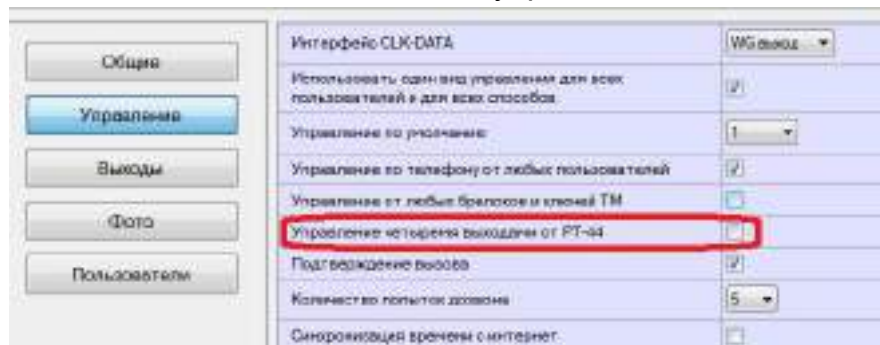 Общие
Управление
Выходы
Фото
Пользователи
Интерфейс CLK-DATA
WG выход
Использовать один вид управления для всех
пользователей и для всех способов
Управление по умолчанию
1
Управление по телефону от любых пользователей
Управление от любых брелоков и ключей ТМ
Управление четырьмя выходами от РТ-44
Подтверждение вызова
Количество попыток дозвона
5
Синхронизация времени с интернет